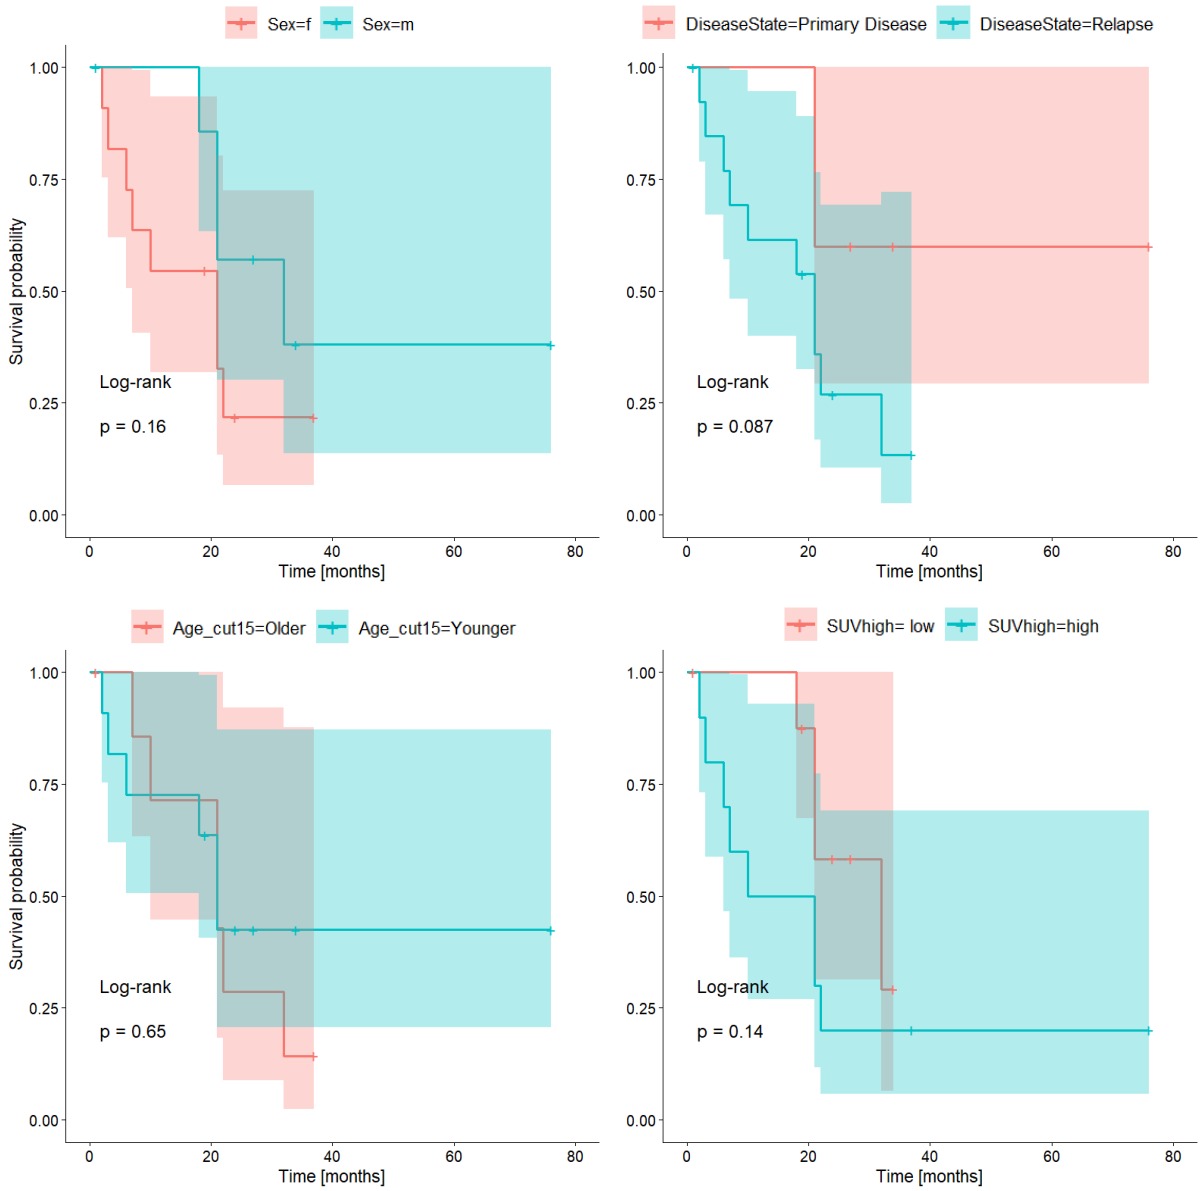 Sex=f Sex=m
1.00
0.75
0.50
0.25
0.00
Survival probability
Log-rank
p = 0.16
0 20 40 60 80
Time [months]
DiseaseState=Primary Disease DiseaseState=Relapse
1.00
0.75
0.50
0.25
0.00
Log-rank
p = 0.087
0 20 40 60 80
Time [months]
Age_cut15=Older Age_cut15=Younger
1.00
0.75
0.50
0.25
0.00
Survival probability
Log-rank
p = 0.65
0 20 40 60 80
Time [months]
SUVhigh= low SUVhigh=high
1.00
0.75
0.50
0.25
0.00
Log-rank
p = 0.14
0 20 40 60 80
Time [months]